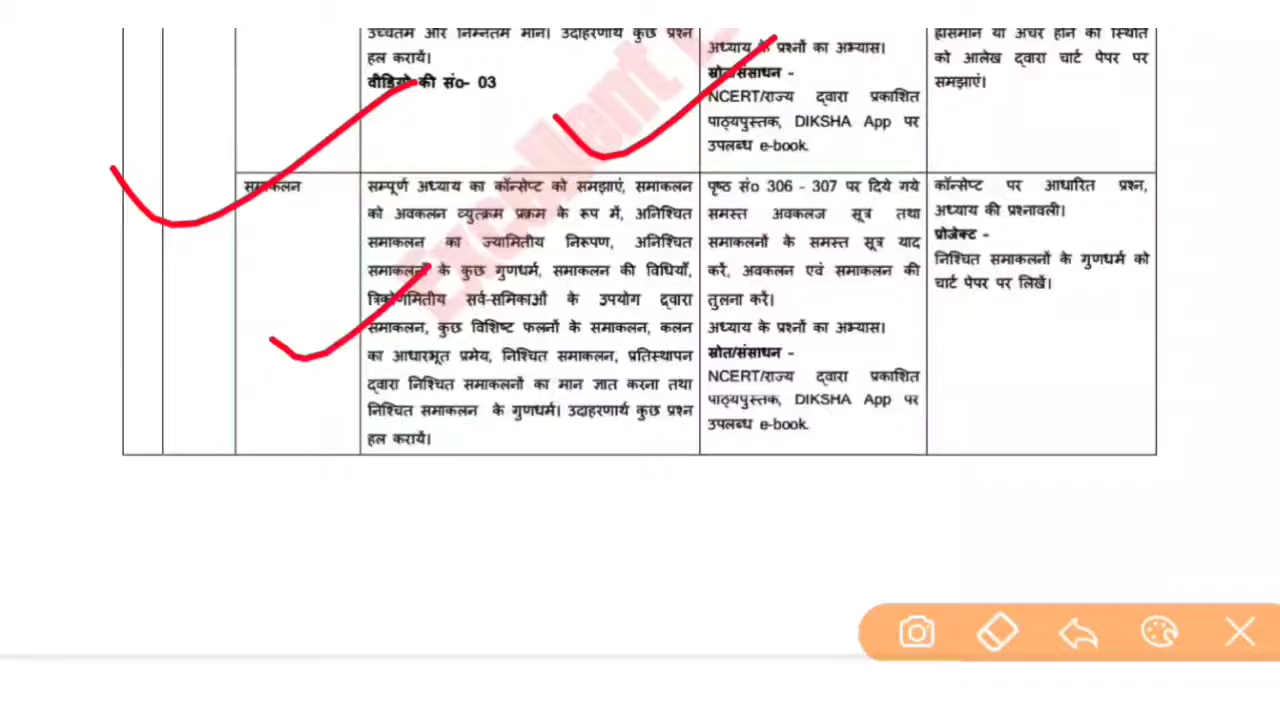 उच्चतम और निम्नतम मान। उदाहरणार्थ कुछ प्रश्न
हल करायें।
वीडियो की सं०- 03
अध्याय के प्रश्नों का अभ्यास।
स्रोत/संसाधन -
NCERT/राज्य द्वारा प्रकाशित
पाठ्यपुस्तक, DIKSHA App पर
उपलब्ध e-book.
ह्रासमान या अचर होने की स्थिति
को आलेख द्वारा चार्ट पेपर पर
समझाएं।
समाकलन
सम्पूर्ण अध्याय का कॉन्सेप्ट को समझाएं, समाकलन
को अवकलन व्युत्क्रम प्रक्रम के रूप में, अनिश्चित
समाकलन का ज्यामितीय निरूपण, अनिश्चित
समाकलनों के कुछ गुणधर्म, समाकलन की विधियाँ,
त्रिकोणमितीय सर्व-समिकाओं के उपयोग द्वारा
समाकलन, कुछ विशिष्ट फलनों के समाकलन, कलन
का आधारभूत प्रमेय, निश्चित समाकलन, प्रतिस्थापन
द्वारा निश्चित समाकलनों का मान ज्ञात करना तथा
निश्चित समाकलन के गुणधर्म। उदाहरणार्थ कुछ प्रश्न
हल करायें।
पृष्ठ सं० 306 - 307 पर दिये गये
समस्त अवकलज सूत्र तथा
समाकलनों के समस्त सूत्र याद
करें, अवकलन एवं समाकलन की
तुलना करें।
अध्याय के प्रश्नों का अभ्यास।
स्रोत/संसाधन -
NCERT/राज्य द्वारा प्रकाशित
पाठ्यपुस्तक, DIKSHA App पर
उपलब्ध e-book.
कॉन्सेप्ट पर आधारित प्रश्न,
अध्याय की प्रश्नावली।
प्रोजेक्ट -
निश्चित समाकलनों के गुणधर्म को
चार्ट पेपर पर लिखें।
Excellent